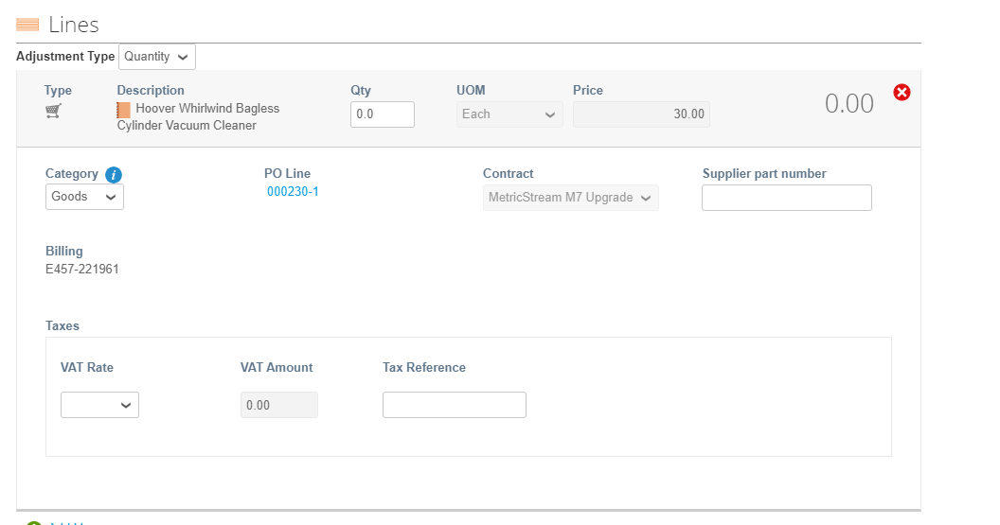 Lines
Adjustment Type Quantity
Type Description Qty UOM Price
Hoover Whirlwind Bagless
Cylinder Vacuum Cleaner
0.0 Each 30.00 0.00
Category i PO Line Contract Supplier part number
Goods 000230-1 MetricStream M7 Upgrade
Billing
E457-221961
Taxes
VAT Rate VAT Amount Tax Reference
0.00